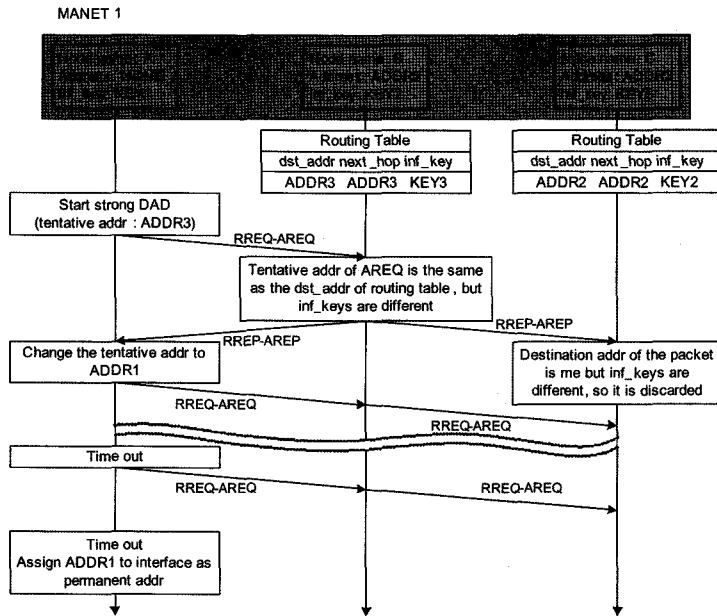 MANET 1
Routing Table
dst_addr next_hop inf_key
ADDR3 ADDR3 KEY3
Routing Table
dst_addr next_hop inf_key
ADDR2 ADDR2 KEY2
Start strong DAD
(tentative addr : ADDR3)
RREQ-AREQ
Tentative addr of AREQ is the same
as the dst_addr of routing table , but
inf_keys are different
RREP-AREP
RREP-AREP
Change the tentative addr to
ADDR1
Destination addr of the packet
is me but inf_keys are
different, so it is discarded
RREQ-AREQ
RREQ-AREQ
Time out
RREQ-AREQ
RREQ-AREQ
Time out
Assign ADDR1 to interface as
permanent addr